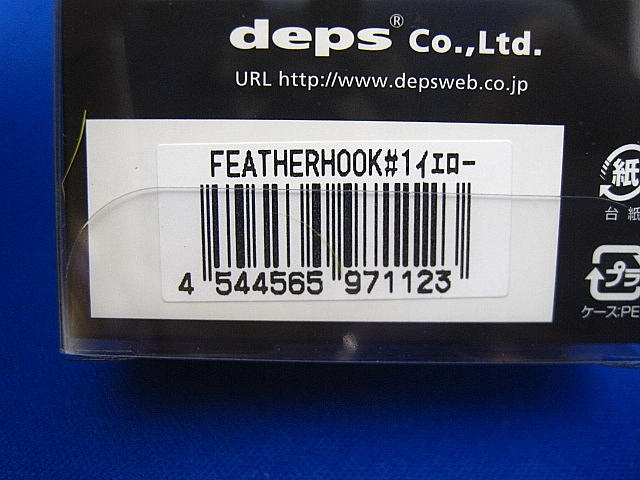 deps® Co.,Ltd.
URL http://www.depsweb.co.jp
FEATHERHOOK#1イエロー
4 544565 971123
紙
台紙
プラ
ケース:PE